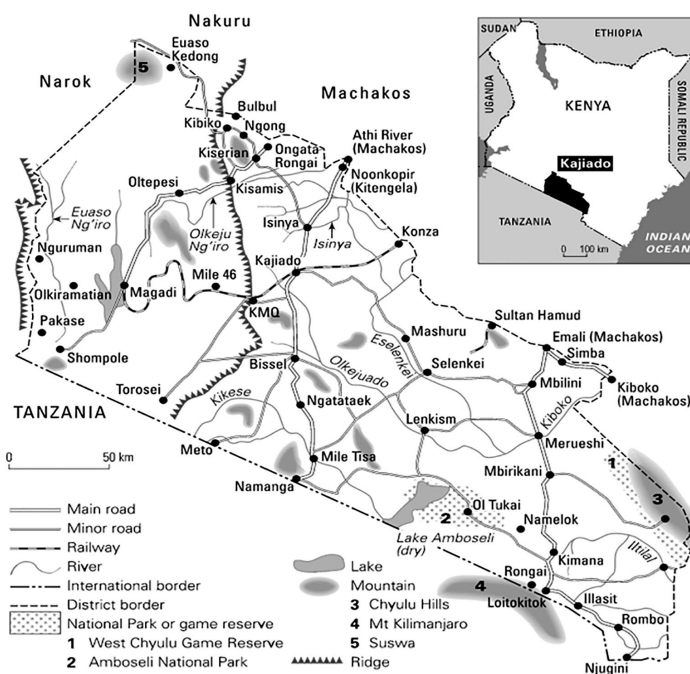 Nakuru
Euaso
Kedong
5
Narok
Machakos
Bulbul
Kibiko
Ngong
Kiserian
Ongata
Rongai
Athi River
(Machakos)
Noonkopir
(Kitengela)
Oltepesi
Kisamis
Euaso
Ng'iro
Olkeju
Ng'iro
Isinya
Isinya
Konza
Nguruman
Kajiado
Mile 46
Olkiramatian
Magadi
KMQ
Pakase
Shompole
Sultan Hamud
Mashuru
Eselenkei
Emali (Machakos)
Simba
Bissel
Olkejuado
Selenkei
Mbilini
Kiboko
(Machakos)
Torosei
Kikese
Ngatataek
Kiboko
TANZANIA
Lenkism
Merueshi
Meto
Mile Tisa
Mbirikani
1
3
Namanga
Ol Tukai
2
Namelok
Lake Amboseli
(dry)
Iltilal
Kimana
Rongai
4
Loitokitok
Illasit
Rombo
Njugini
0 50 km
Main road
Minor road
Railway
River
International border
District border
National Park or game reserve
1 West Chyulu Game Reserve
2 Amboseli National Park
Lake
Mountain
3 Chyulu Hills
4 Mt Kilimanjaro
5 Suswa
Ridge
SUDAN
ETHIOPIA
UGANDA
KENYA
SOMALI REPUBLIC
Kajiado
TANZANIA
INDIAN
OCEAN
0 100 km